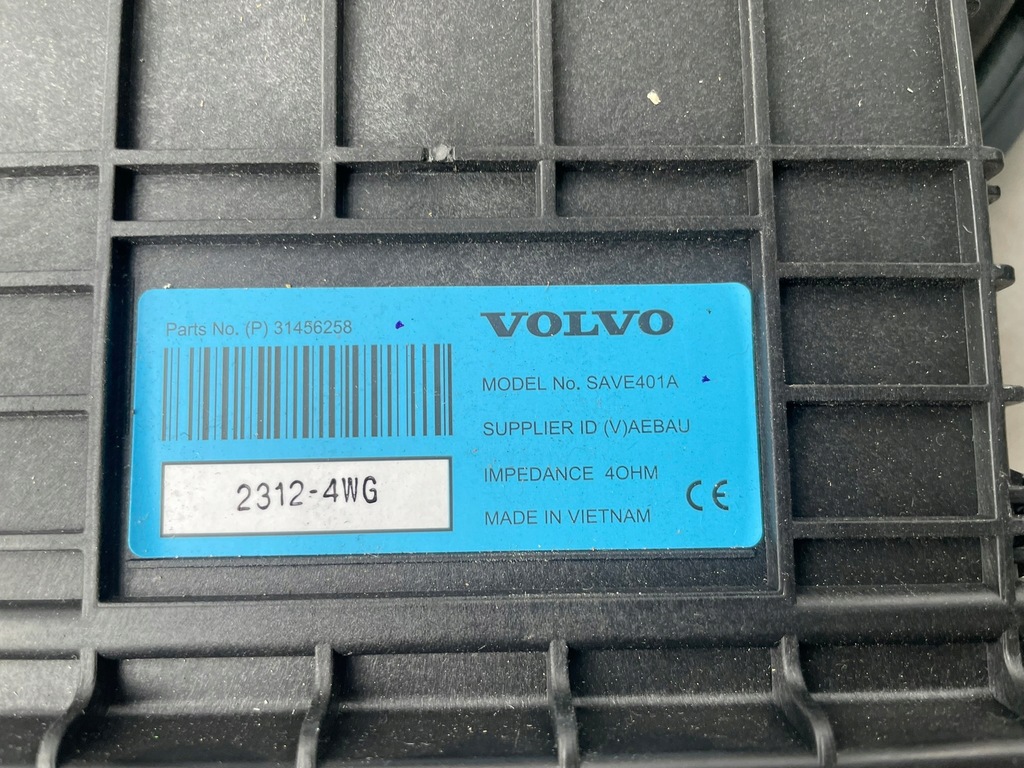 Parts No. (P) 31456258
2312-4WG
VOLVO
MODEL No. SAVE401A
SUPPLIER ID (V)AEBAU
IMPEDANCE 4OHM
MADE IN VIETNAM
CE